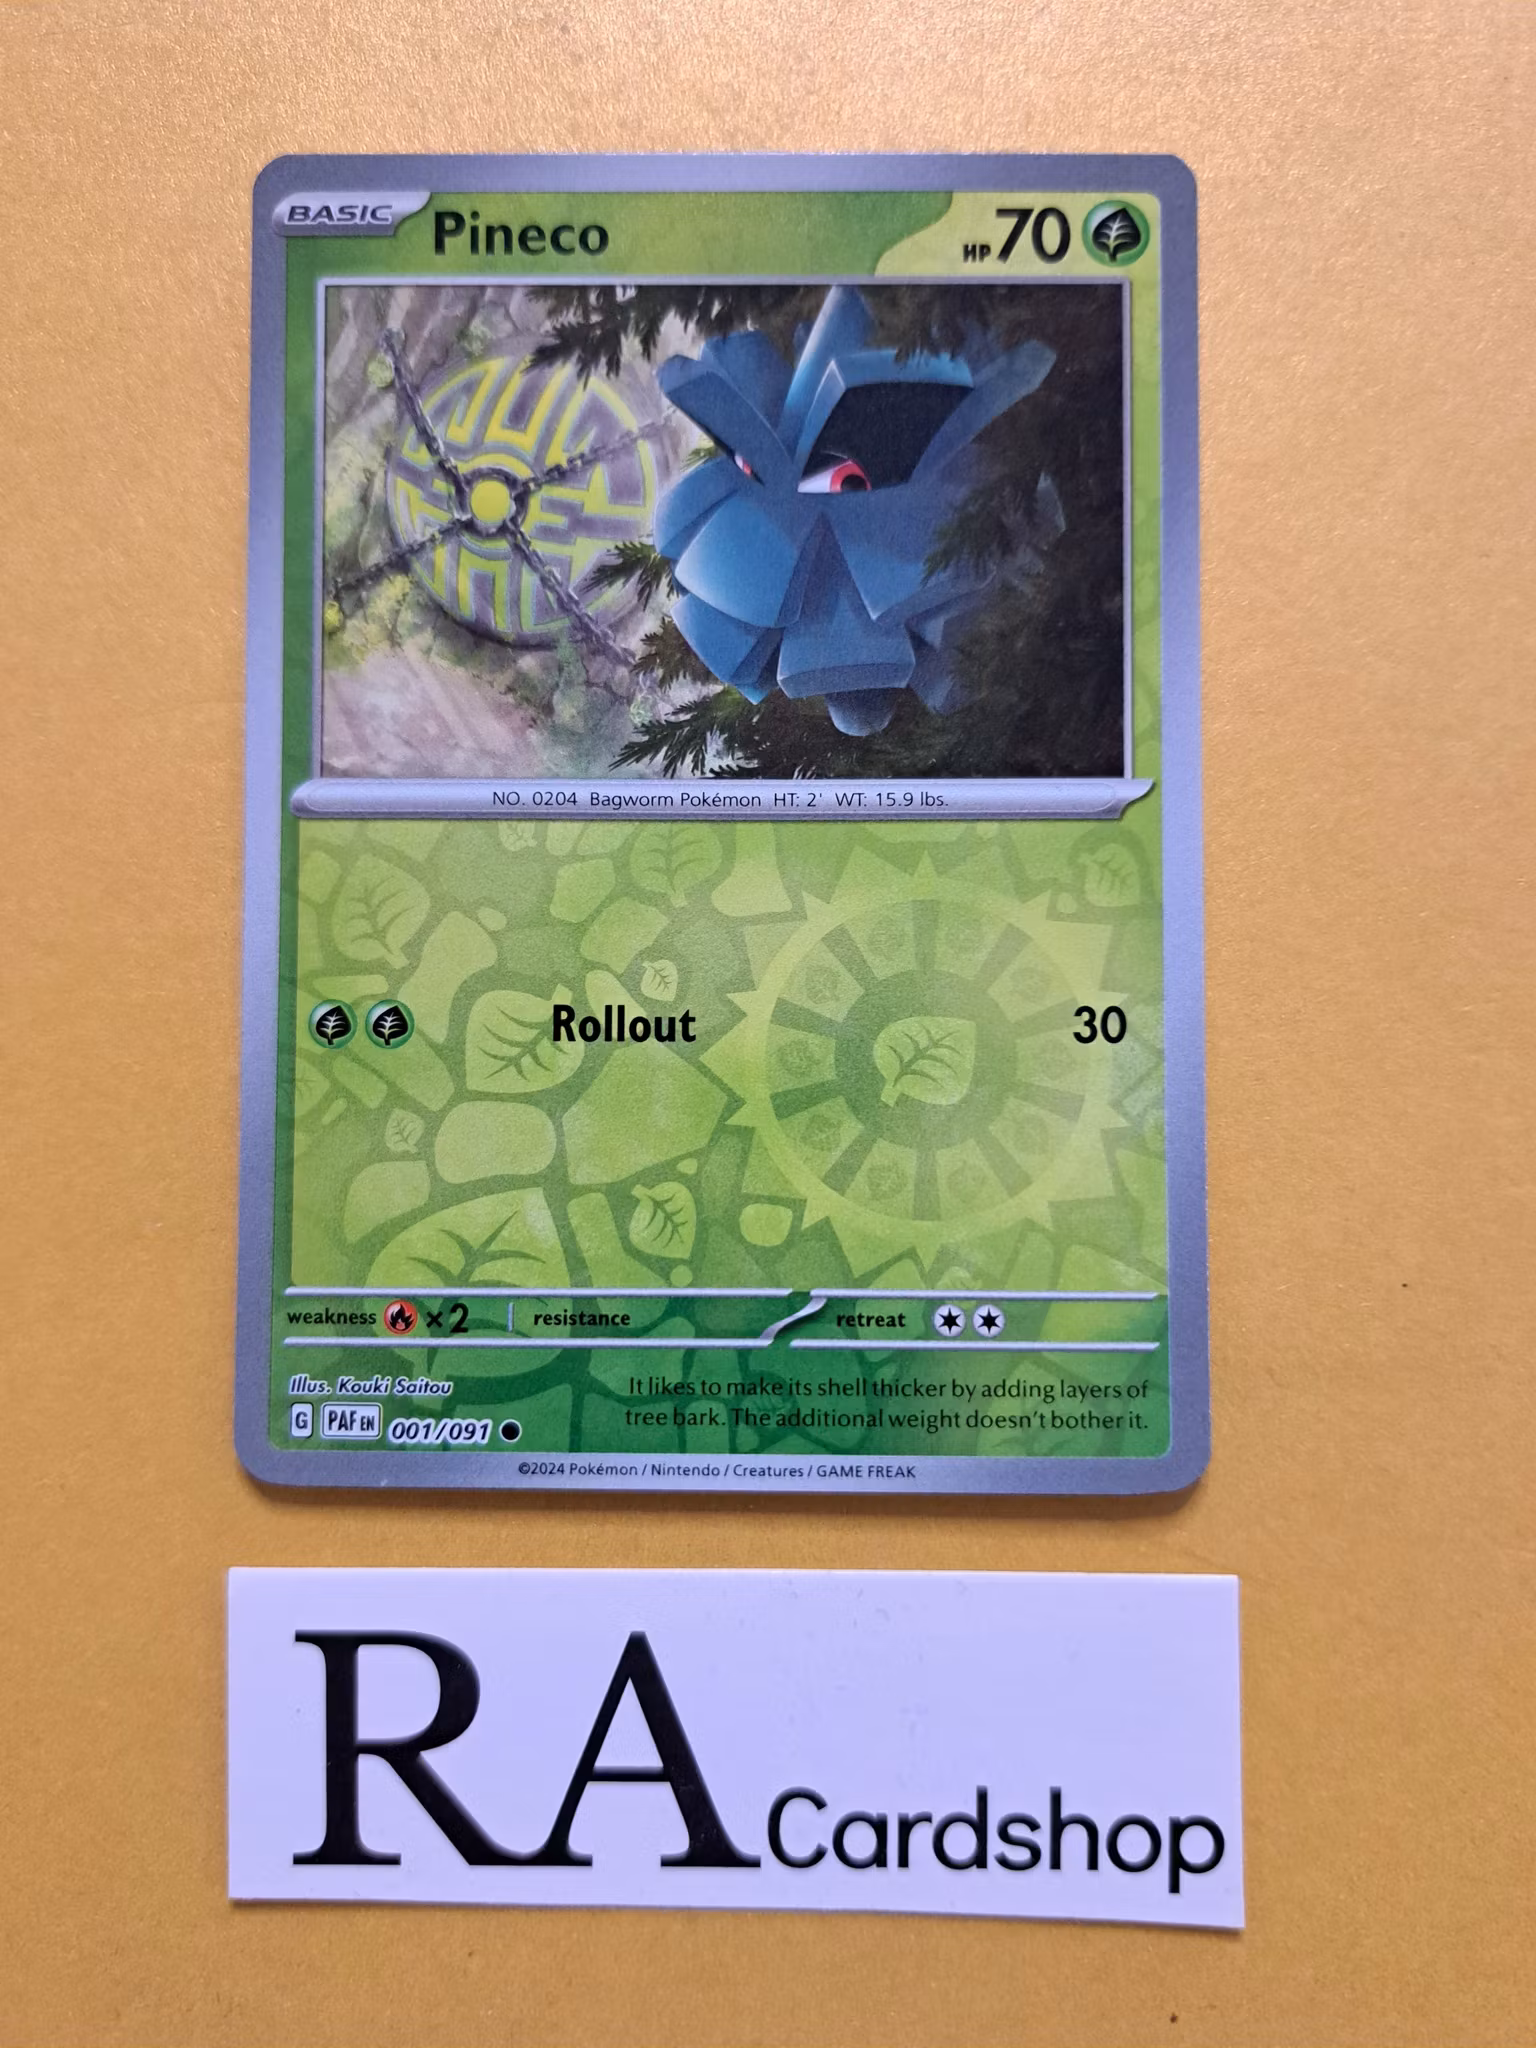 BASIC Pineco HP 70
NO. 0204 Bagworm Pokémon HT: 2' WT: 15.9 lbs.
Rollout 30
weakness ×2 resistance retreat
Illus. Kouki Saitou
It likes to make its shell thicker by adding layers of
tree bark. The additional weight doesn't bother it.
G PAF EN 001/091
©2024 Pokémon / Nintendo / Creatures / GAME FREAK
RA Cardshop